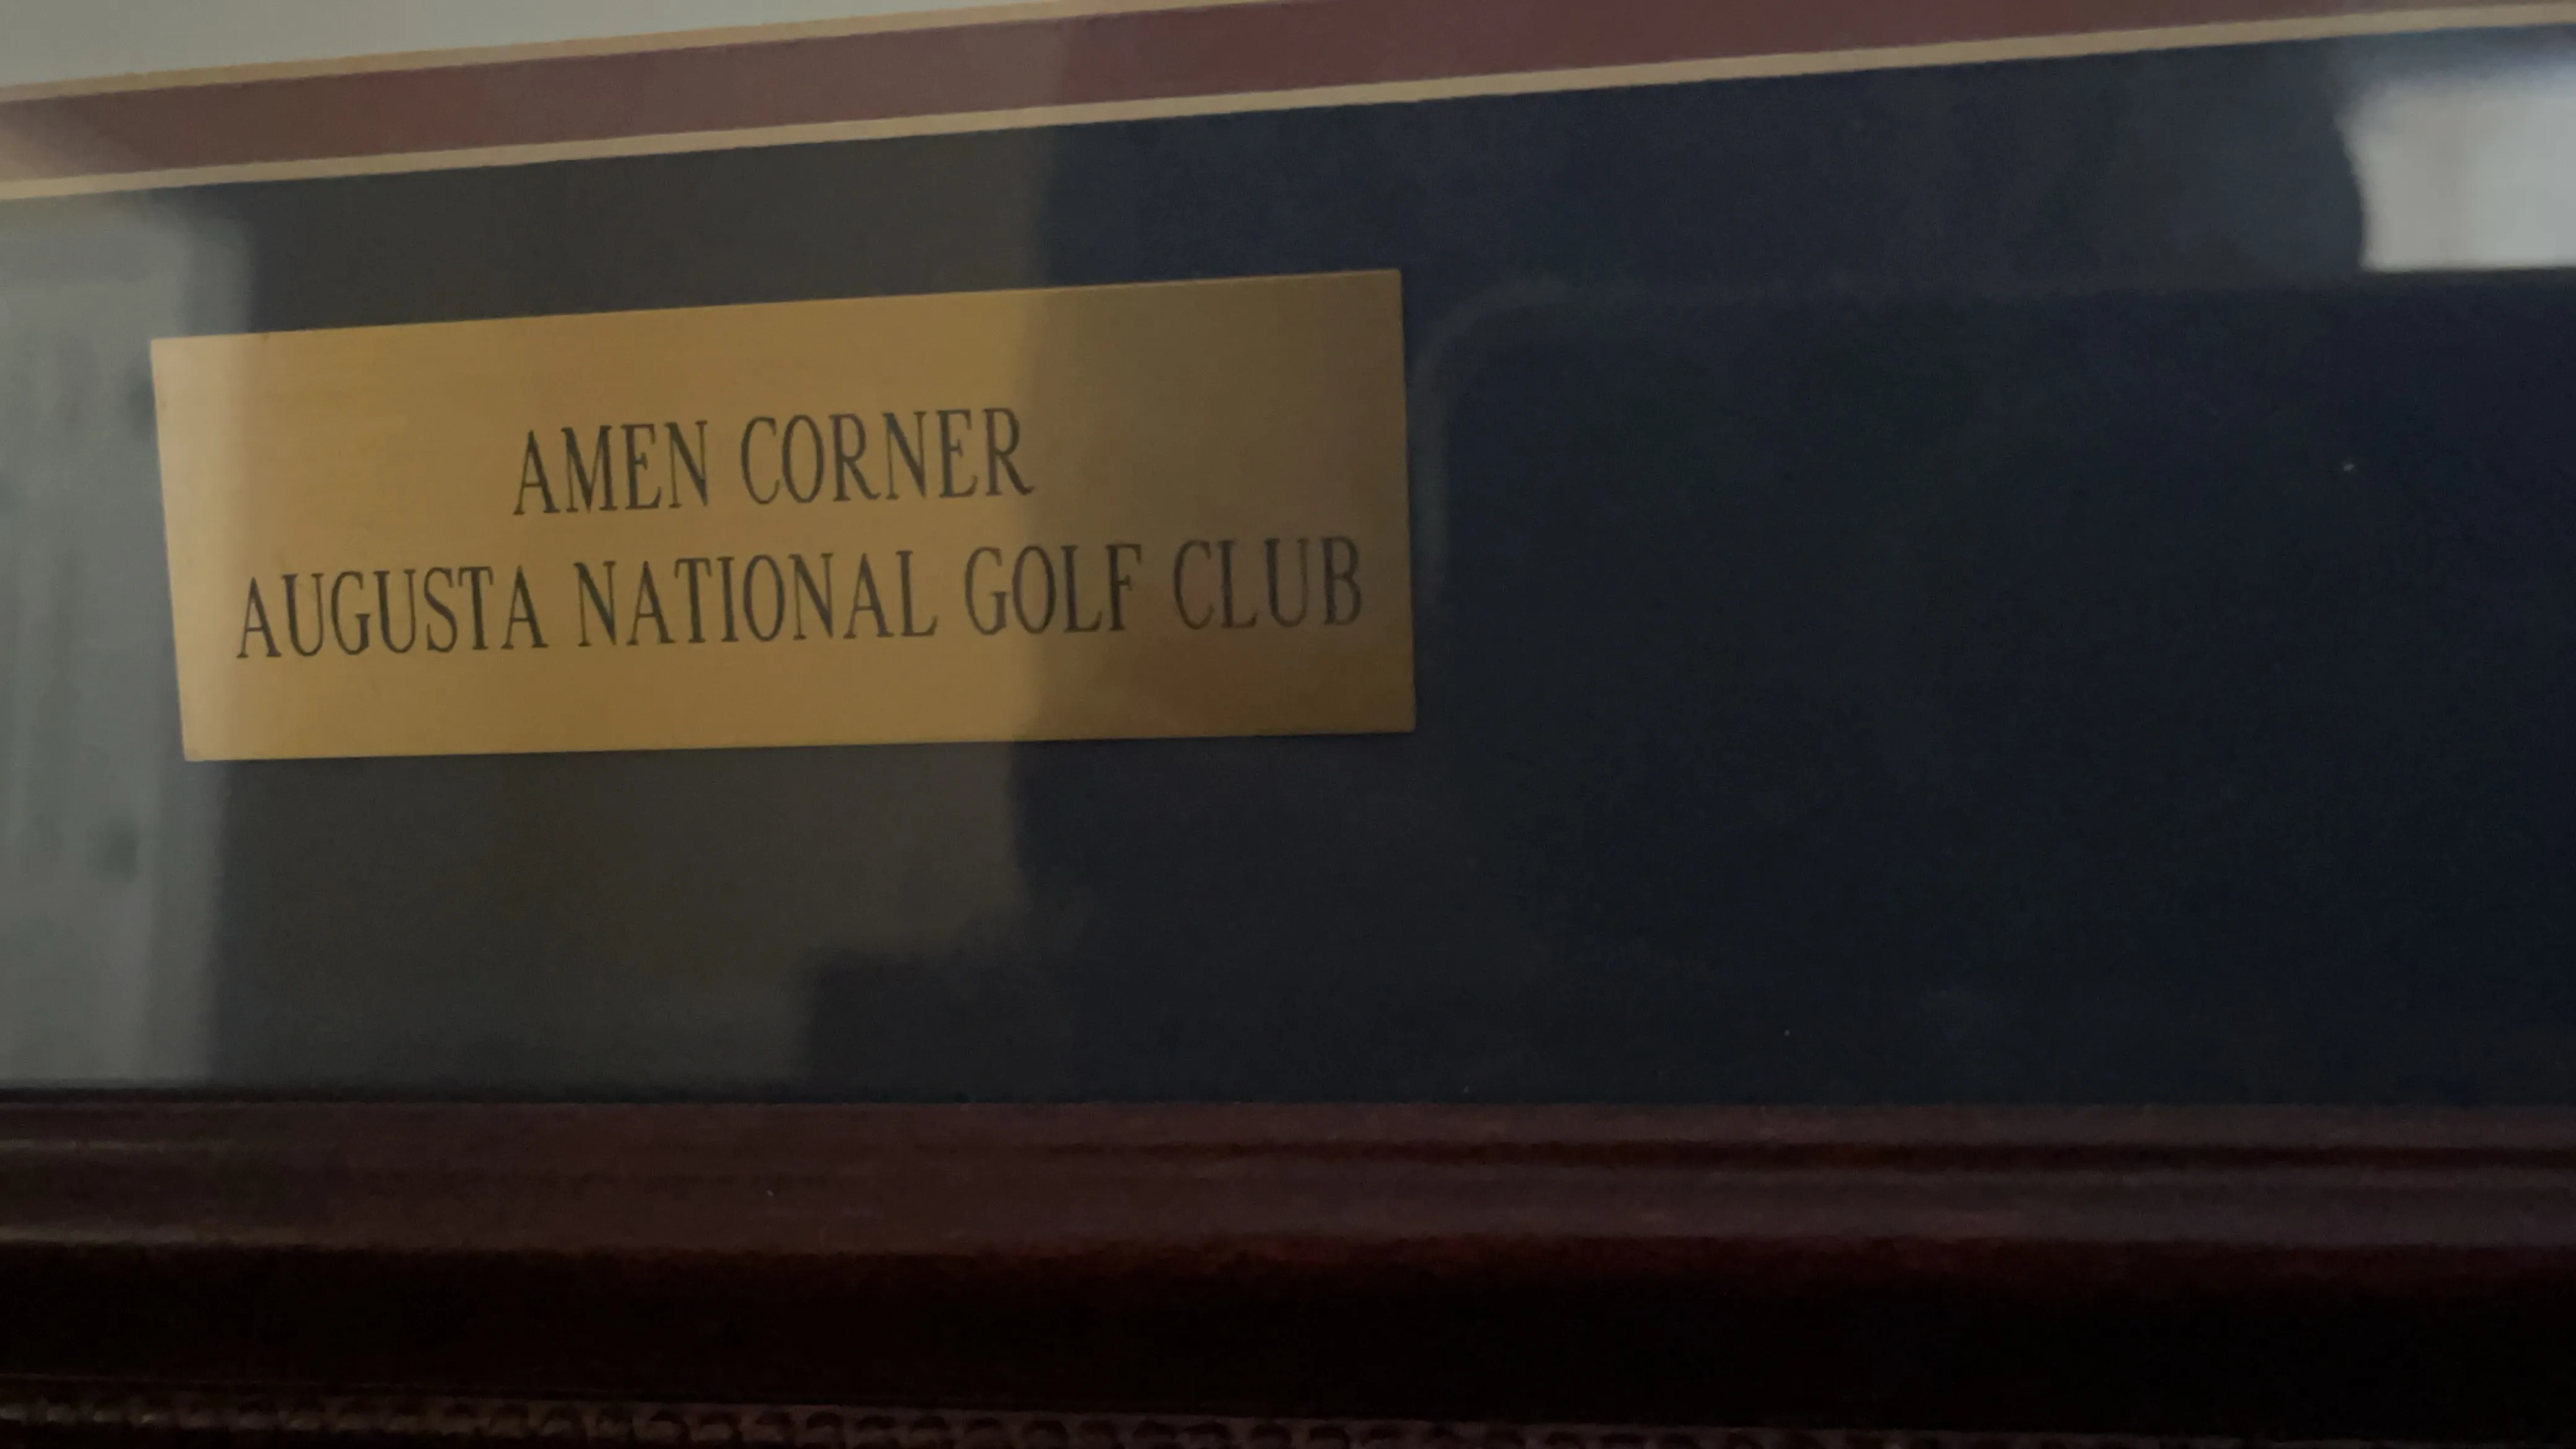 AMEN CORNER
AUGUSTA NATIONAL GOLF CLUB